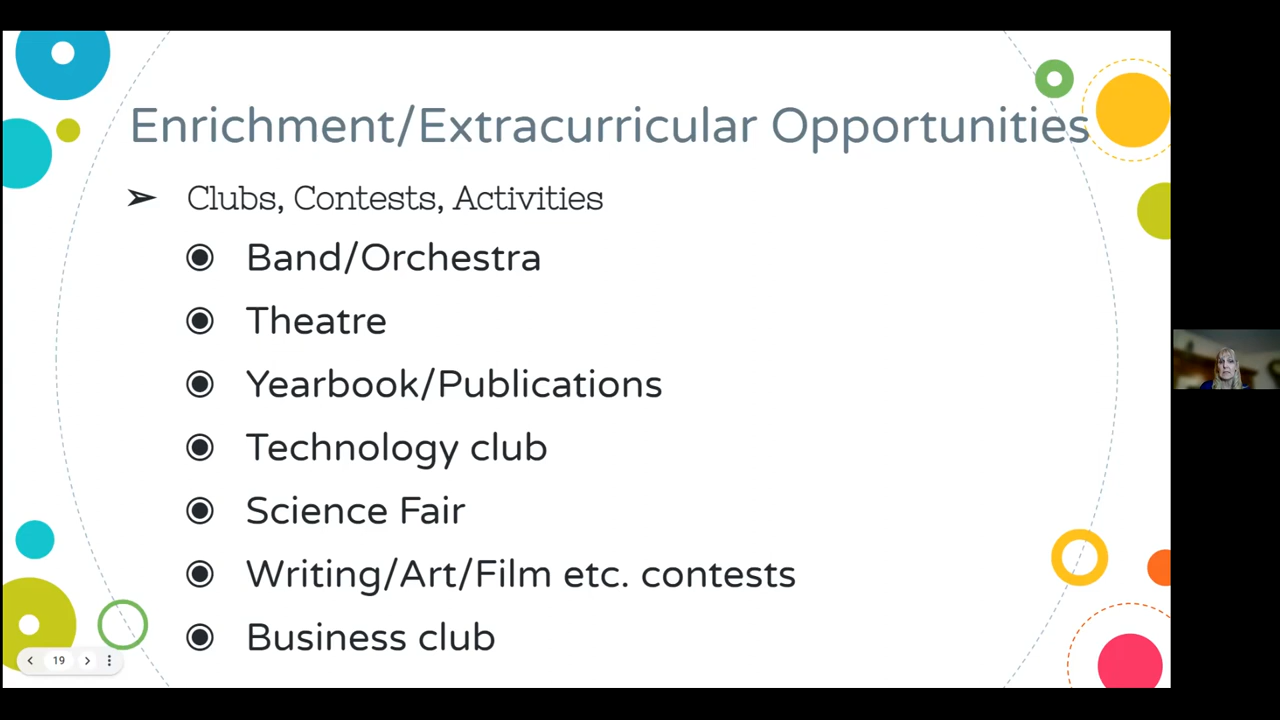 Enrichment/Extracurricular Opportunities
➢ Clubs, Contests, Activities
◉ Band/Orchestra
◉ Theatre
◉ Yearbook/Publications
◉ Technology club
◉ Science Fair
◉ Writing/Art/Film etc. contests
◉ Business club
19